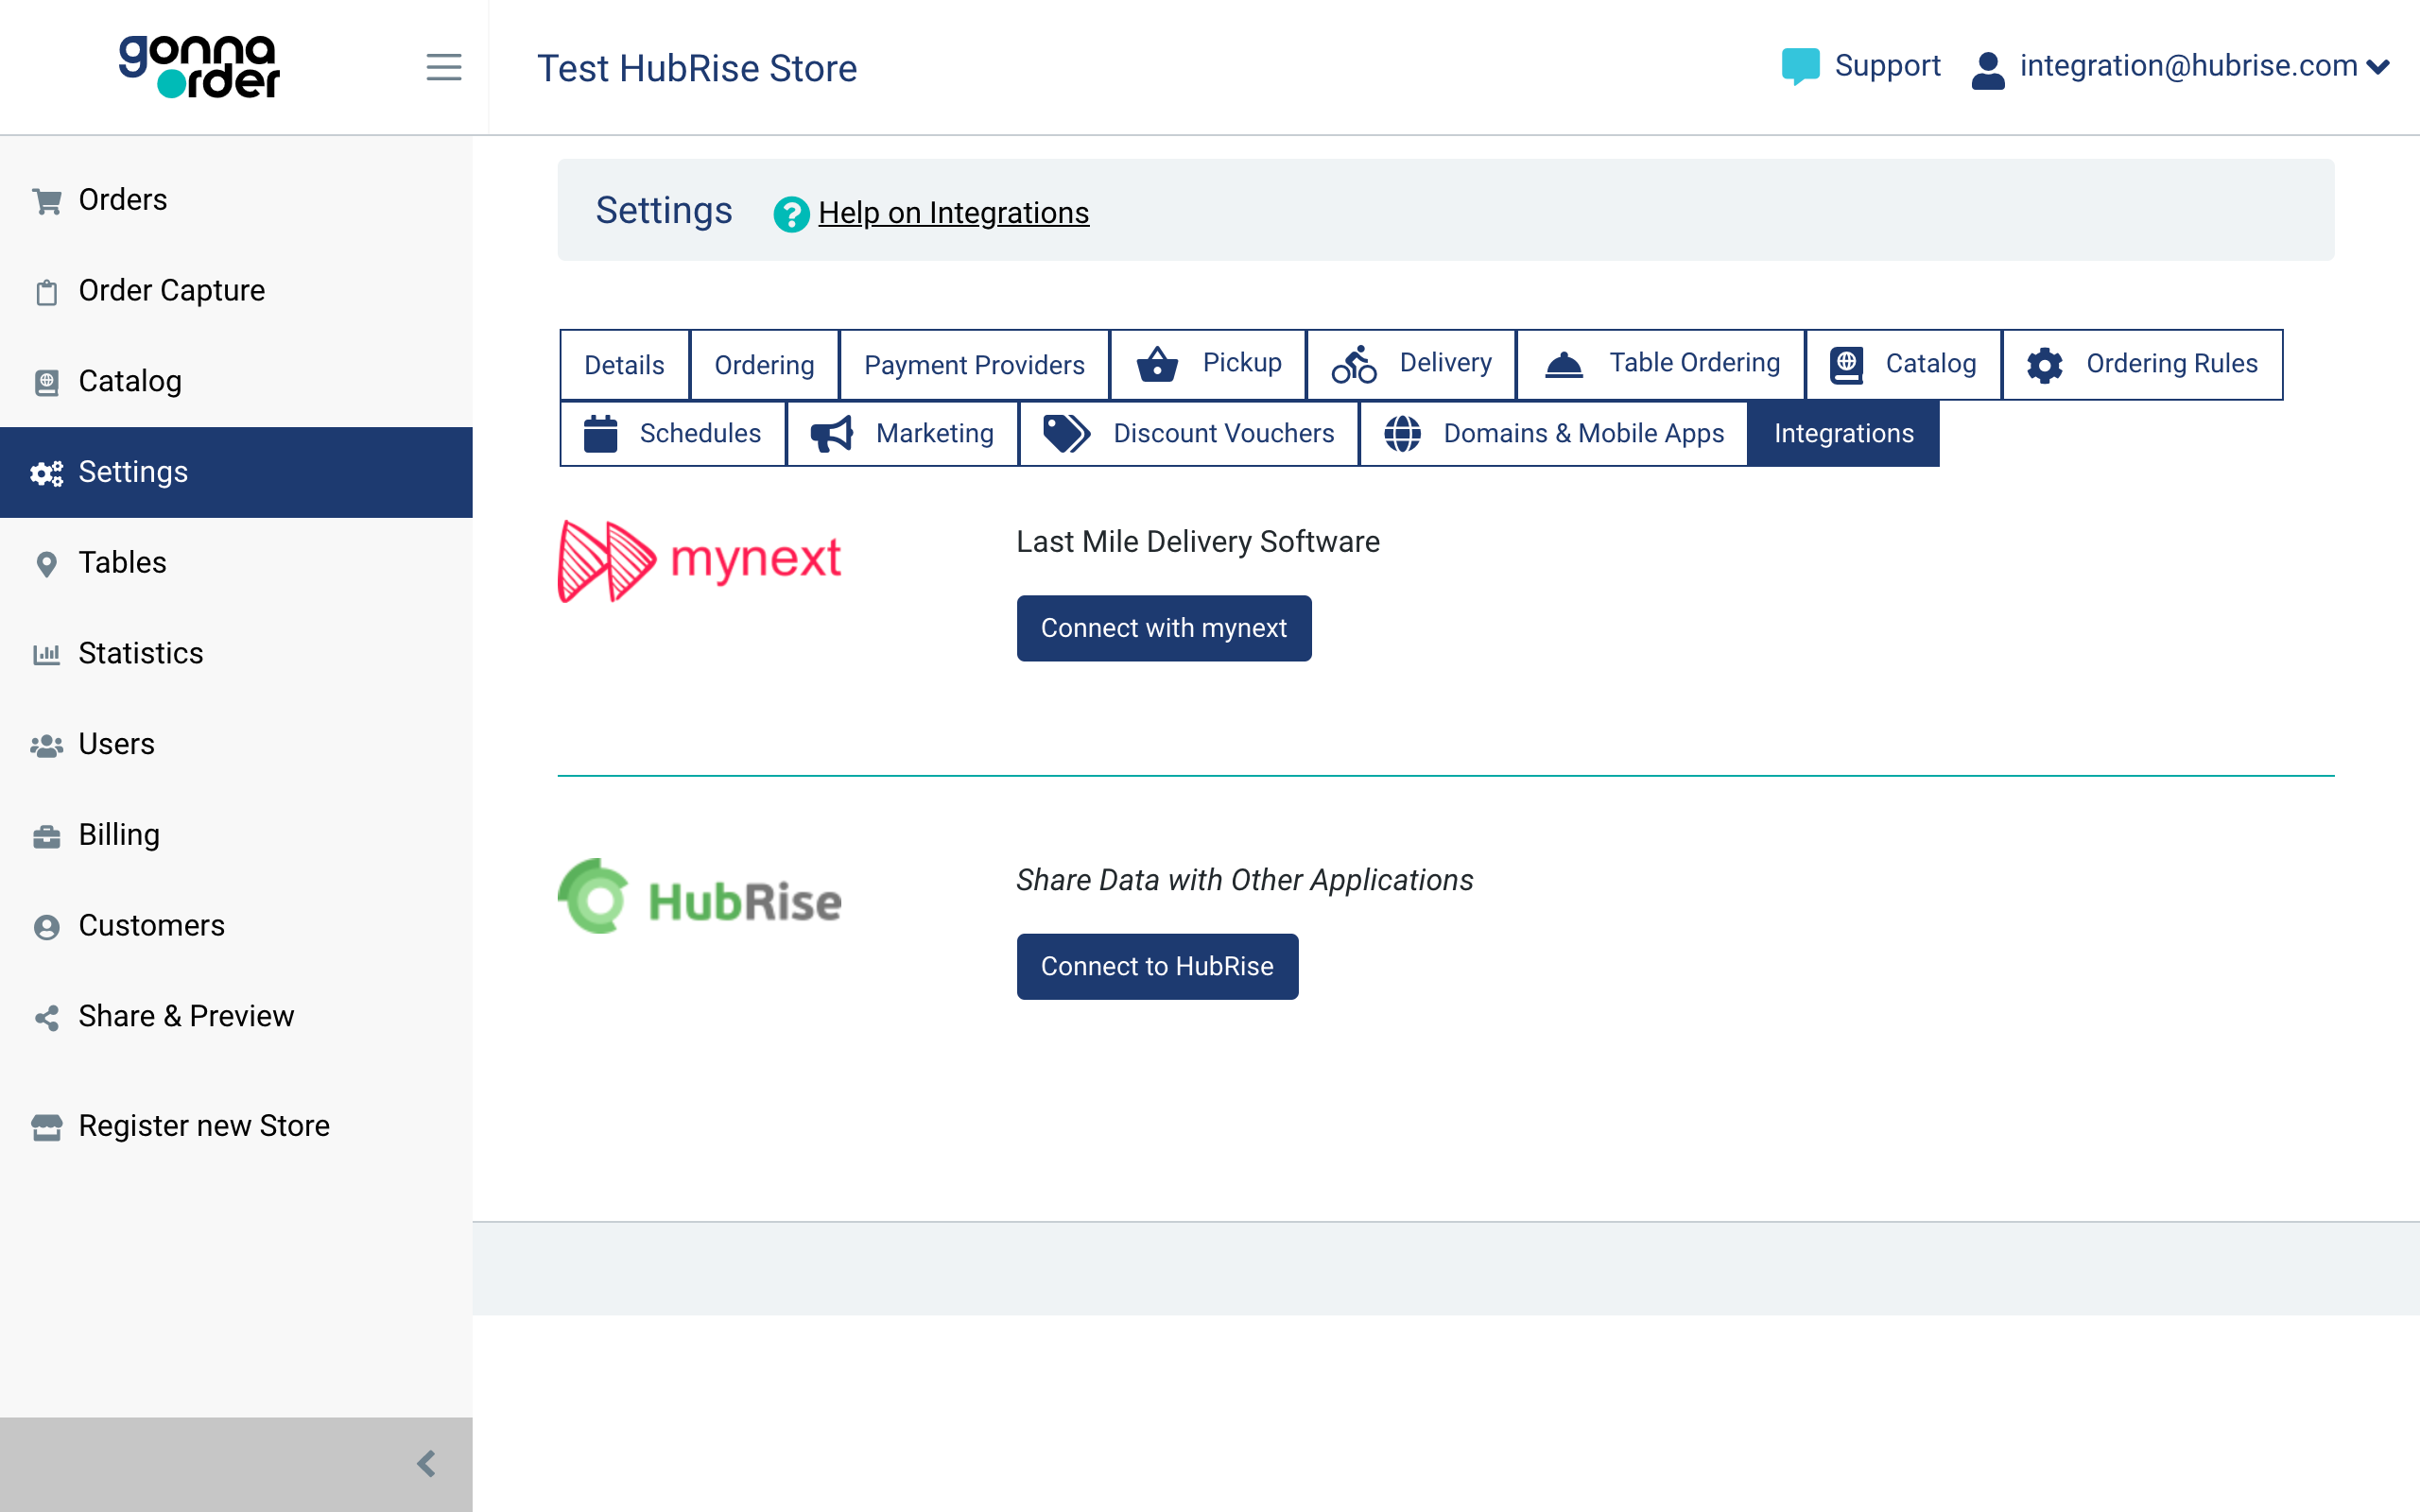 gonna
order
Test HubRise Store
Support
integration@hubrise.com
Orders
Order Capture
Catalog
Settings
Tables
Statistics
Users
Billing
Customers
Share & Preview
Register new Store
Settings
? Help on Integrations
Details
Ordering
Payment Providers
Pickup
Delivery
Table Ordering
Catalog
Ordering Rules
Schedules
Marketing
Discount Vouchers
Domains & Mobile Apps
Integrations
mynext
Last Mile Delivery Software
Connect with mynext
HubRise
Share Data with Other Applications
Connect to HubRise